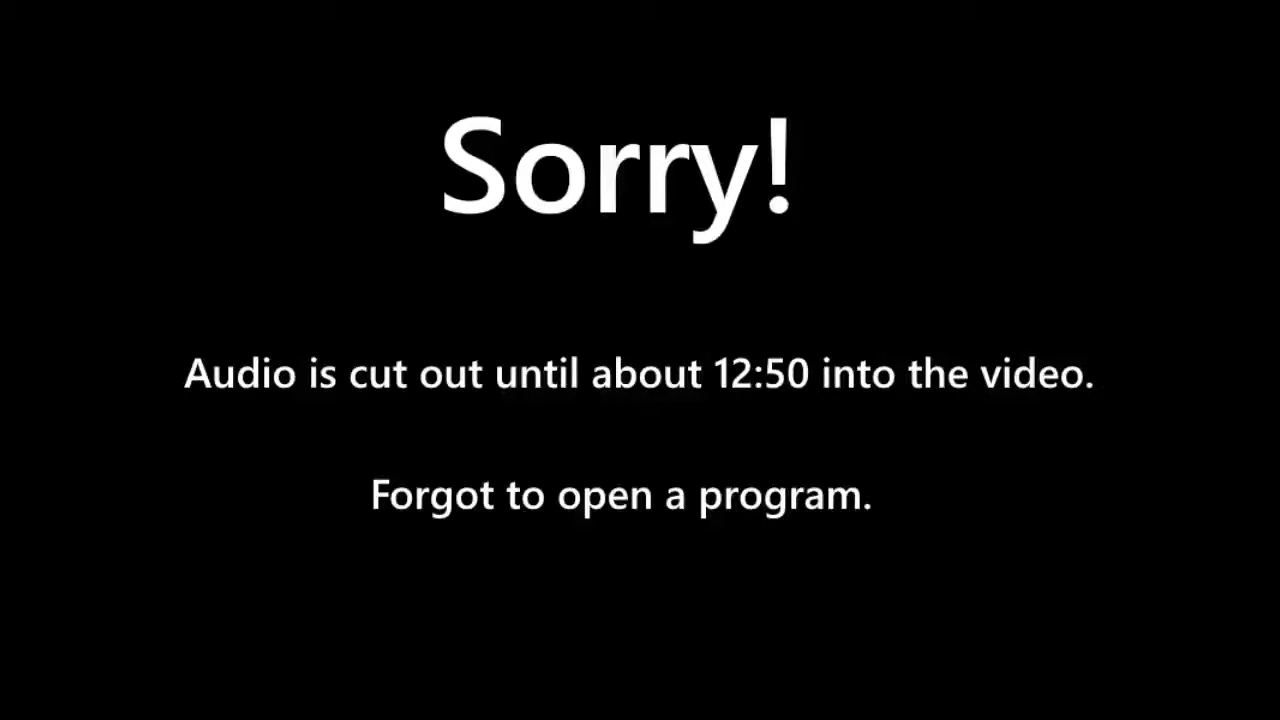 Sorry!
Audio is cut out until about 12:50 into the video.
Forgot to open a program.